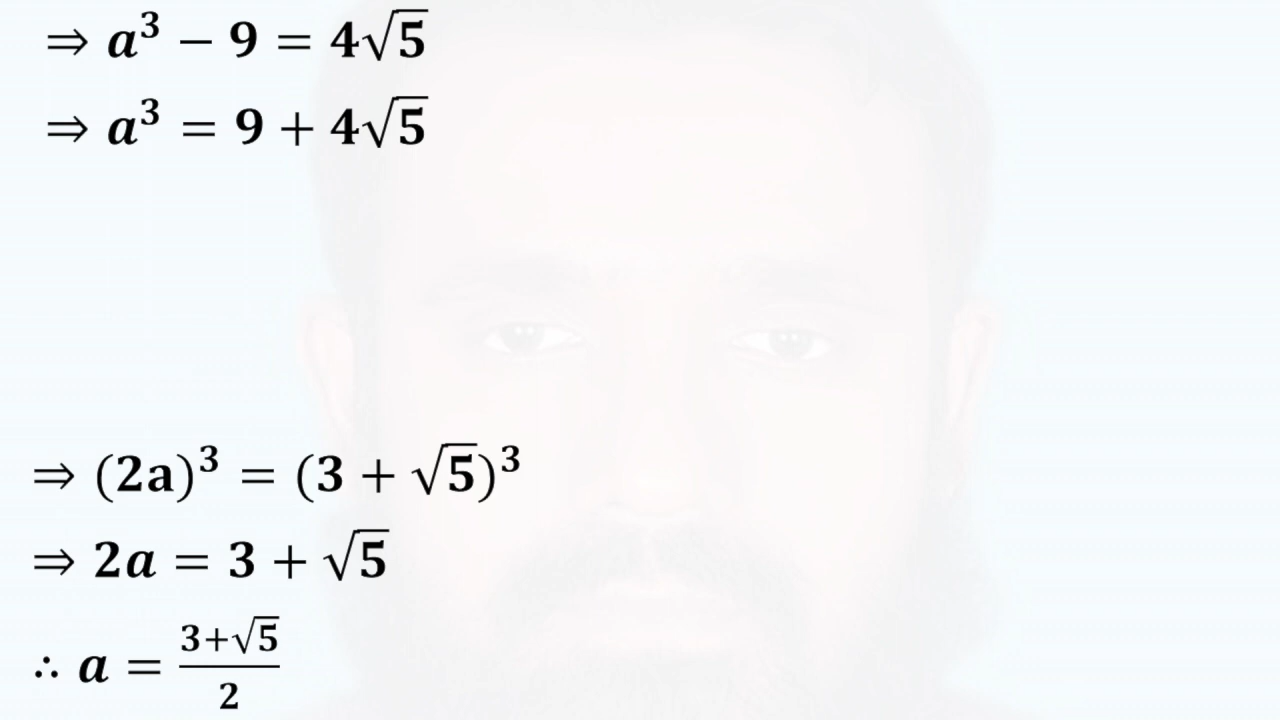 ⇒ a³ − 9 = 4√5
⇒ a³ = 9 + 4√5
⇒ (2a)³ = (3 + √5)³
⇒ 2a = 3 + √5
∴ a = (3+√5)/2